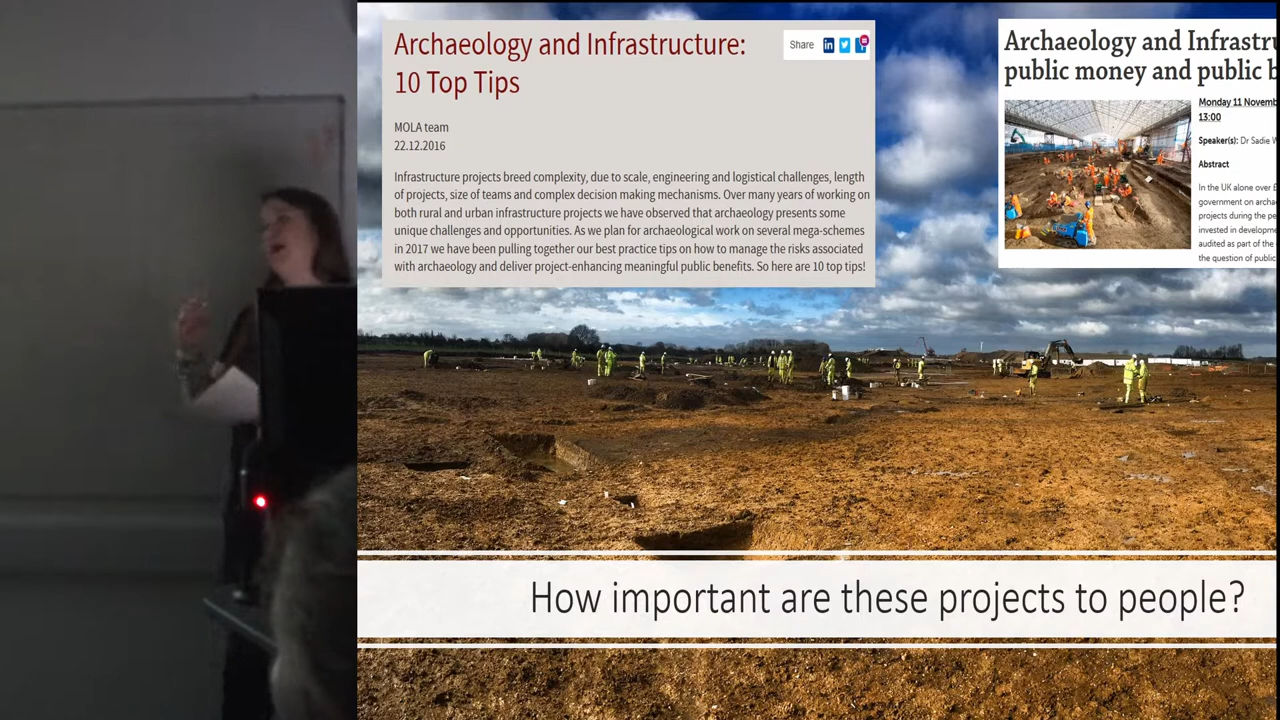 Archaeology and Infrastructure:
10 Top Tips
Share
MOLA team
22.12.2016
Infrastructure projects breed complexity, due to scale, engineering and logistical challenges, length
of projects, size of teams and complex decision making mechanisms. Over many years of working on
both rural and urban infrastructure projects we have observed that archaeology presents some
unique challenges and opportunities. As we plan for archaeological work on several mega-schemes
in 2017 we have been pulling together our best practice tips on how to manage the risks associated
with archaeology and deliver project-enhancing meaningful public benefits. So here are 10 top tips!
Archaeology and Infrastru
public money and public b
Monday 11 Novemb
13:00
Speaker(s): Dr Sadie W
Abstract
In the UK alone over
government on archa
projects during the pe
invested in developme
audited as part of the
the question of public
How important are these projects to people?